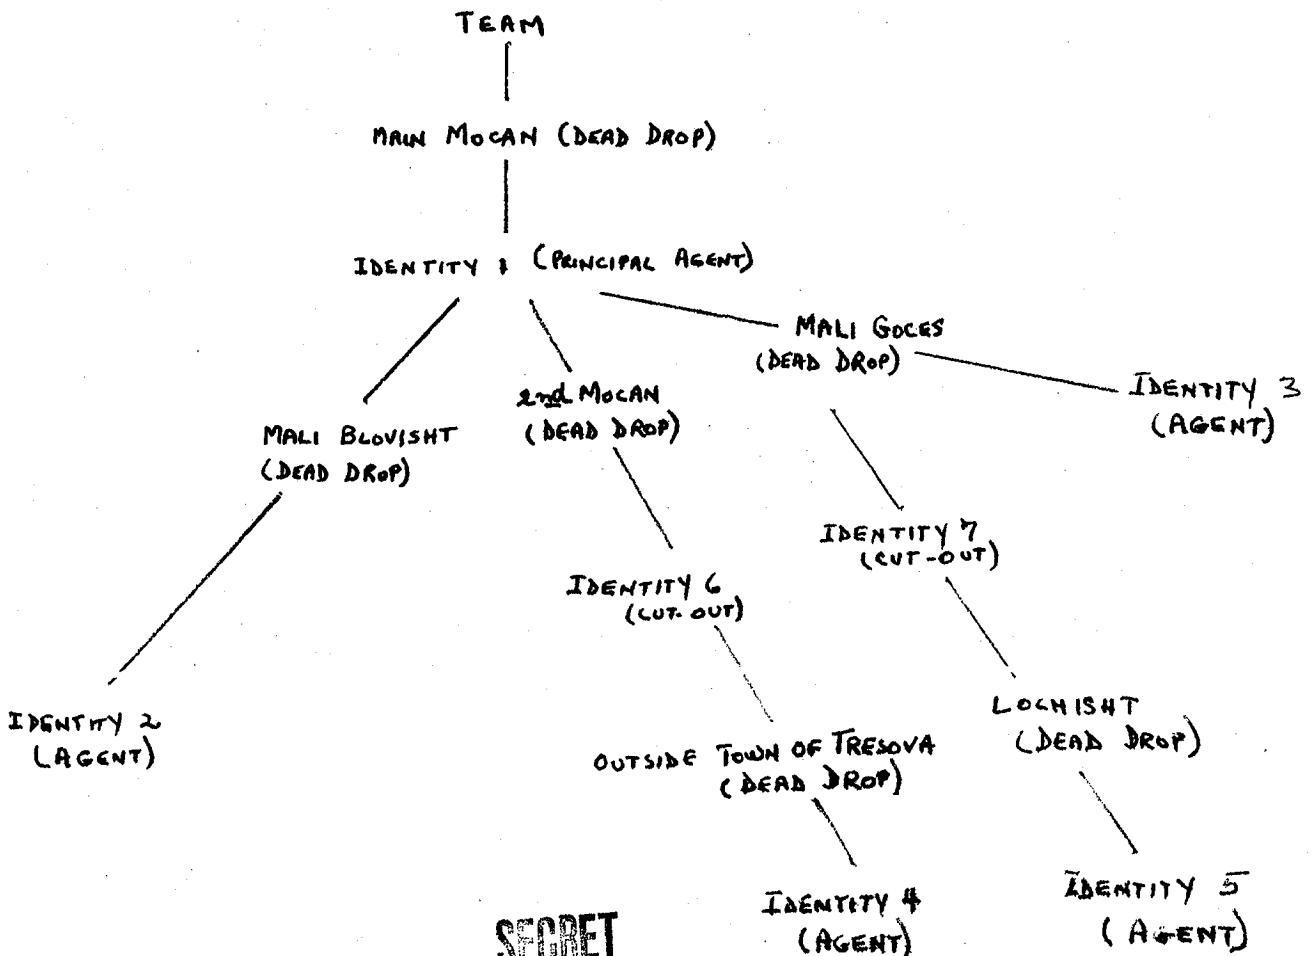 TEAM
MAIN MOCAN (DEAD DROP)
IDENTITY 1 (PRINCIPAL AGENT)
MALI GOCES
(DEAD DROP)
IDENTITY 3
(AGENT)
2nd MOCAN
(DEAD DROP)
MALI BLOVISHT
(DEAD DROP)
IDENTITY 7
(CUT-OUT)
IDENTITY 6
(CUT-OUT)
IDENTITY 2
(AGENT)
LOCHISHT
(DEAD DROP)
OUTSIDE TOWN OF TRESOVA
(DEAD DROP)
IDENTITY 4
(AGENT)
IDENTITY 5
(AGENT)
SECRET